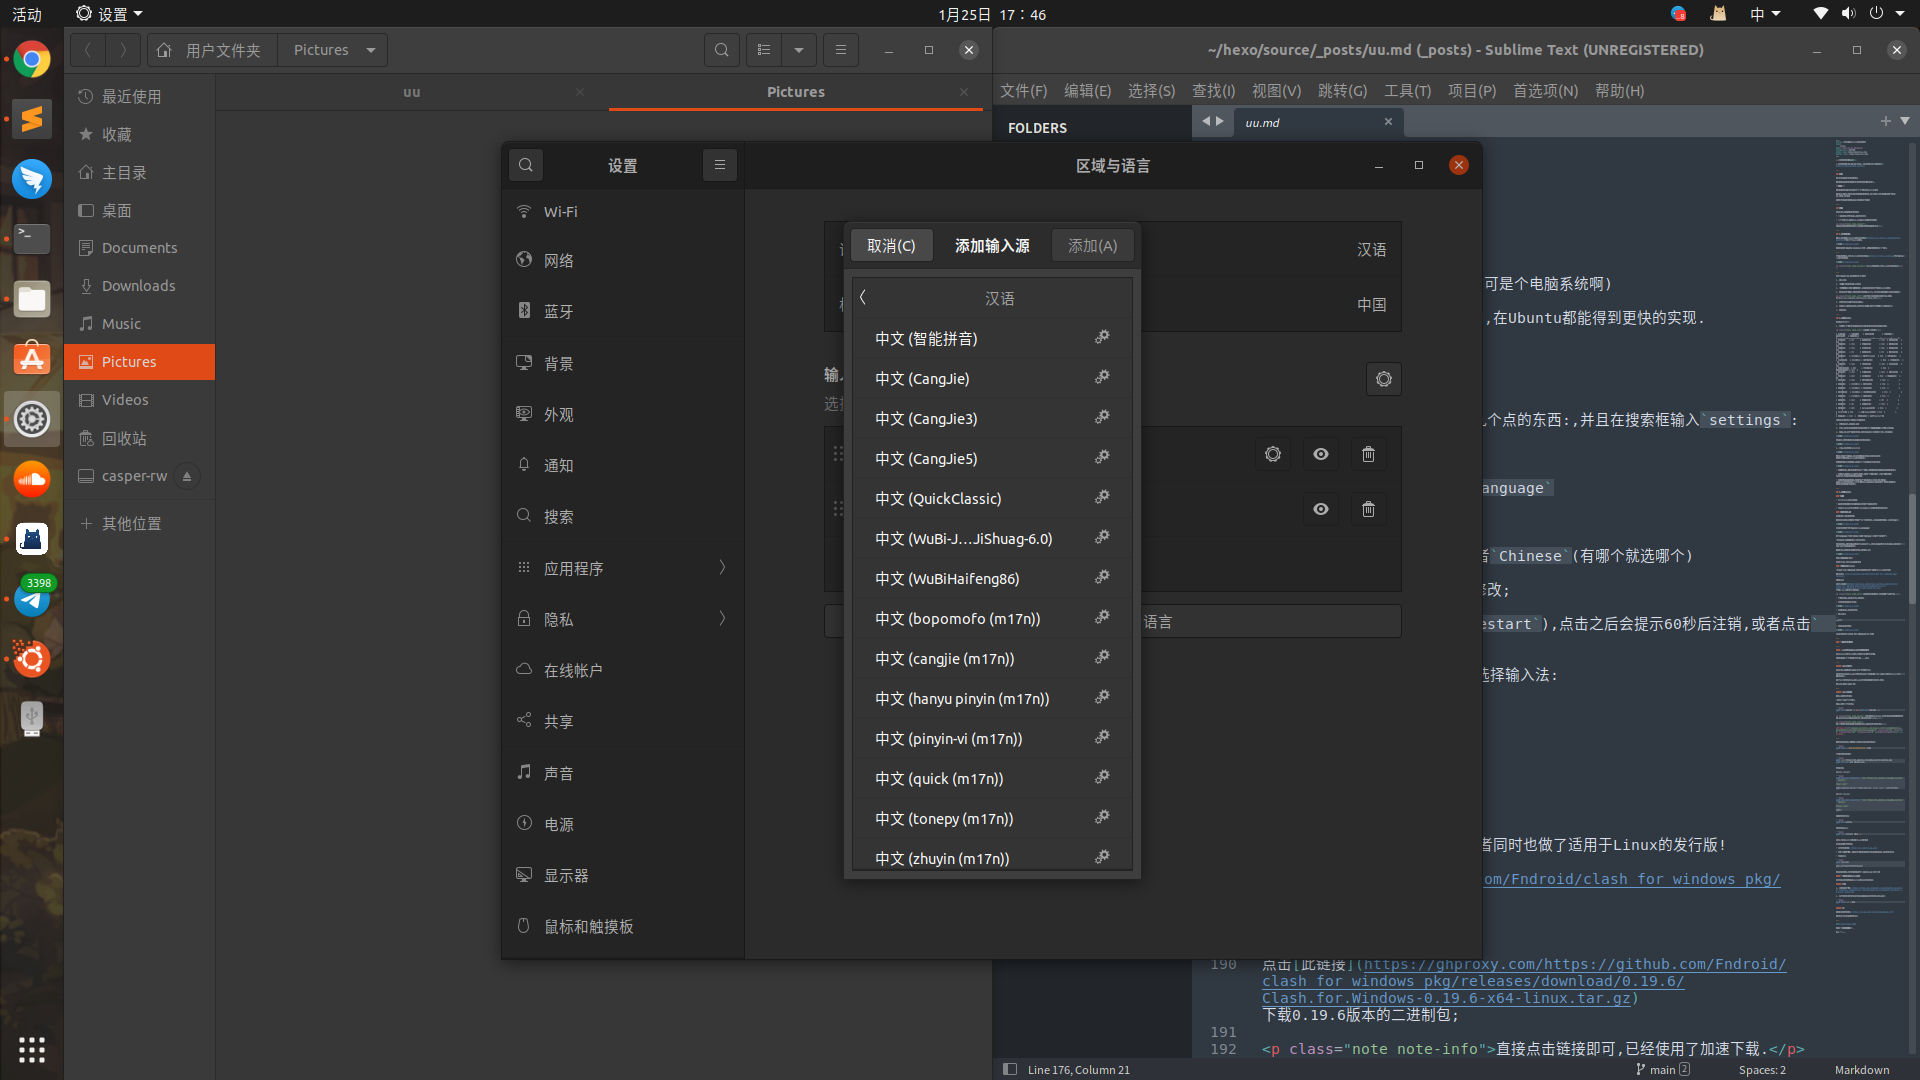 活动
设置
1月25日 17：46
中
用户文件夹
Pictures
uu
Pictures
最近使用
收藏
主目录
桌面
Documents
Downloads
Music
Pictures
Videos
回收站
casper-rw
其他位置
3398
设置
Wi-Fi
网络
蓝牙
背景
外观
通知
搜索
应用程序
隐私
在线帐户
共享
声音
电源
显示器
鼠标和触摸板
区域与语言
汉语
中国
语言
取消(C)
添加输入源
添加(A)
汉语
中文 (智能拼音)
中文 (CangJie)
中文 (CangJie3)
中文 (CangJie5)
中文 (QuickClassic)
中文 (WuBi-J…JiShuag-6.0)
中文 (WuBiHaifeng86)
中文 (bopomofo (m17n))
中文 (cangjie (m17n))
中文 (hanyu pinyin (m17n))
中文 (pinyin-vi (m17n))
中文 (quick (m17n))
中文 (tonepy (m17n))
中文 (zhuyin (m17n))
~/hexo/source/_posts/uu.md (_posts) - Sublime Text (UNREGISTERED)
文件(F) 编辑(E) 选择(S) 查找(I) 视图(V) 跳转(G) 工具(T) 项目(P) 首选项(N) 帮助(H)
FOLDERS
uu.md
可是个电脑系统啊)
,在Ubuntu都能得到更快的实现.
个点的东西:,并且在搜索框输入`settings`:
anguage`
`Chinese`(有哪个就选哪个)
改;
estart`),点击之后会提示60秒后注销,或者点击`
选择输入法:
者同时也做了适用于Linux的发行版!
om/Fndroid/clash_for_windows_pkg/
190 点击[此链接](https://ghproxy.com/https://github.com/Fndroid/
clash_for_windows_pkg/releases/download/0.19.6/
Clash.for.Windows-0.19.6-x64-linux.tar.gz)
下载0.19.6版本的二进制包;
191
192 <p class="note note-info">直接点击链接即可,已经使用了加速下载.</p>
Line 176, Column 21
main 2
Spaces: 2
Markdown